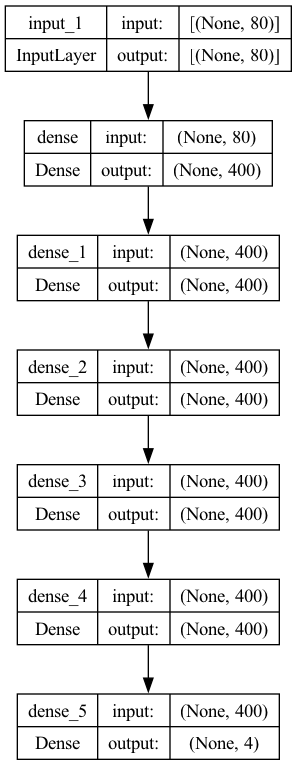 input_1 input: [(None, 80)]
InputLayer output: [(None, 80)]
dense input: (None, 80)
Dense output: (None, 400)
dense_1 input: (None, 400)
Dense output: (None, 400)
dense_2 input: (None, 400)
Dense output: (None, 400)
dense_3 input: (None, 400)
Dense output: (None, 400)
dense_4 input: (None, 400)
Dense output: (None, 400)
dense_5 input: (None, 400)
Dense output: (None, 4)